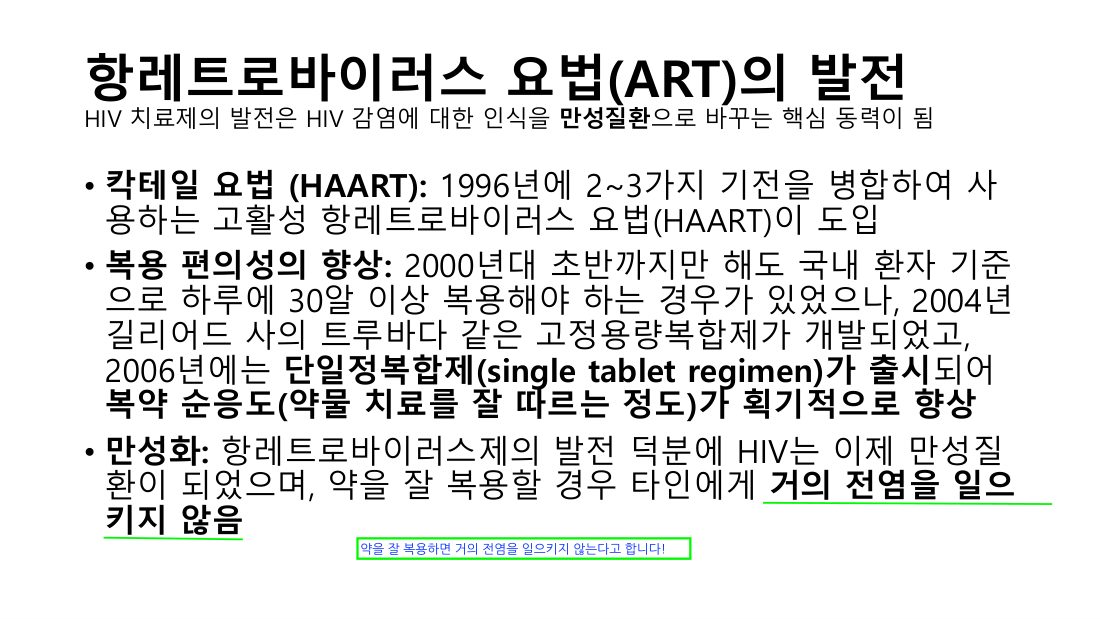 항레트로바이러스 요법(ART)의 발전
HIV 치료제의 발전은 HIV 감염에 대한 인식을 만성질환으로 바꾸는 핵심 동력이 됨
• 칵테일 요법 (HAART): 1996년에 2~3가지 기전을 병합하여 사
용하는 고활성 항레트로바이러스 요법(HAART)이 도입
• 복용 편의성의 향상: 2000년대 초반까지만 해도 국내 환자 기준
으로 하루에 30알 이상 복용해야 하는 경우가 있었으나, 2004년
길리어드 사의 트루바다 같은 고정용량복합제가 개발되었고,
2006년에는 단일정복합제(single tablet regimen)가 출시되어
복약 순응도(약물 치료를 잘 따르는 정도)가 획기적으로 향상
• 만성화: 항레트로바이러스제의 발전 덕분에 HIV는 이제 만성질
환이 되었으며, 약을 잘 복용할 경우 타인에게 거의 전염을 일으
키지 않음
약을 잘 복용하면 거의 전염을 일으키지 않는다고 합니다!